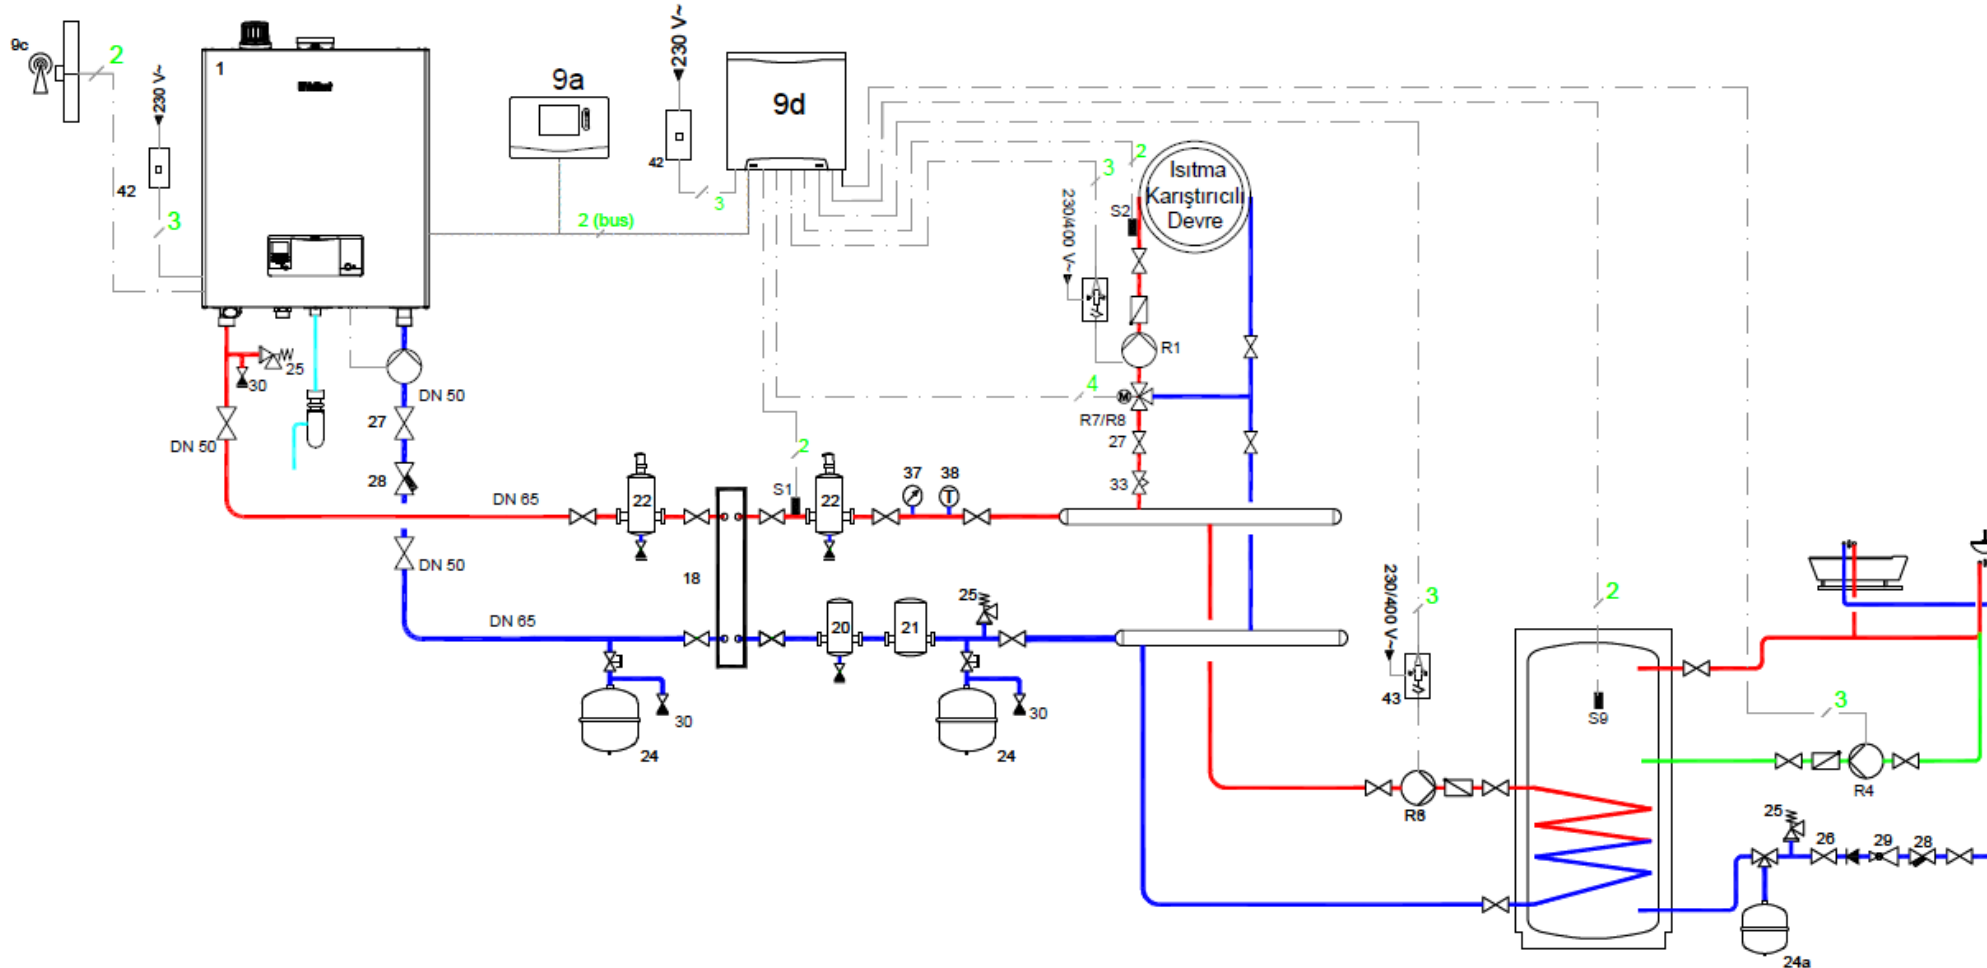 9c
2
230 V~
42
3
1
Vaillant
9a
230 V~
42
3
9d
2 (bus)
2
3
230/400 V~
S2
Isıtma
Karıştırıcılı
Devre
R1
4
R7/R8
27
33
25
30
DN 50
27
DN 50
28
DN 65
22
S1
2
22
37
38
DN 50
18
DN 65
20
21
25
30
24
30
24
230/400 V~
3
43
R6
2
S9
3
R4
25
26
29
28
24a